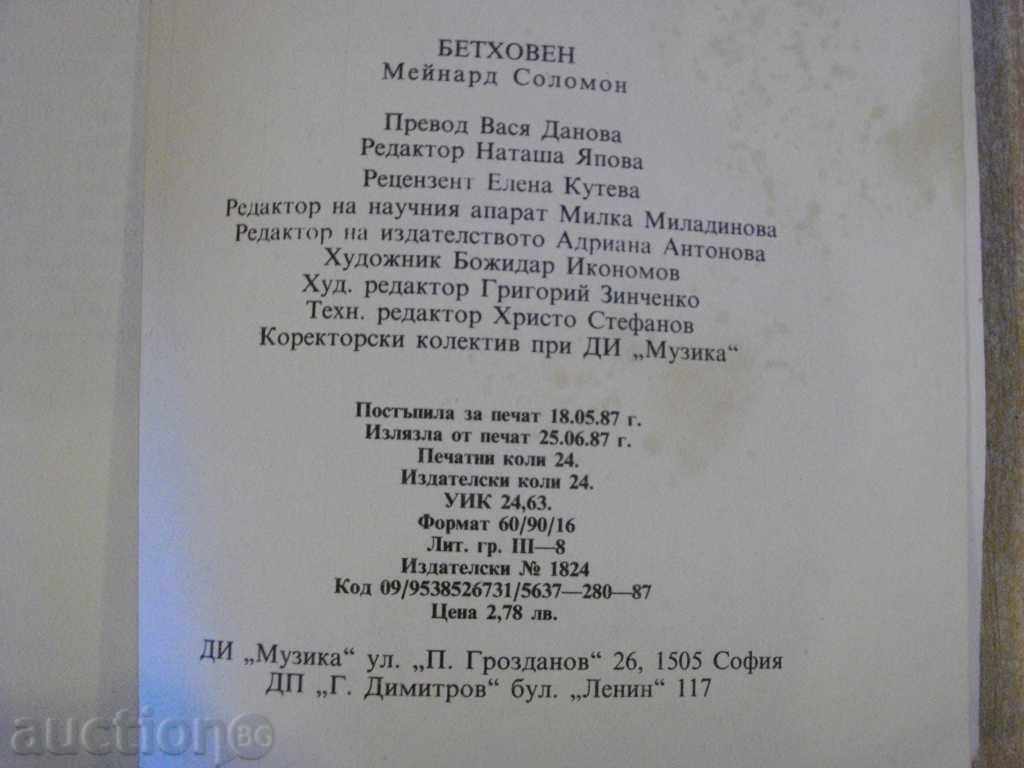 БЕТХОВЕН
Мейнард Соломон
Превод Вася Данова
Редактор Наташа Япова
Рецензент Елена Кутева
Редактор на научния апарат Милка Миладинова
Редактор на издателството Адриана Антонова
Художник Божидар Икономов
Худ. редактор Григорий Зинченко
Техн. редактор Христо Стефанов
Коректорски колектив при ДИ „Музика“
Постъпила за печат 18.05.87 г.
Излязла от печат 25.06.87 г.
Печатни коли 24.
Издателски коли 24.
УИК 24,63.
Формат 60/90/16
Лит. гр. III—8
Издателски № 1824
Код 09/9538526731/5637—280—87
Цена 2,78 лв.
ДИ „Музика“ ул. „П. Грозданов“ 26, 1505 София
ДП „Г. Димитров“ бул. „Ленин“ 117
auction BG